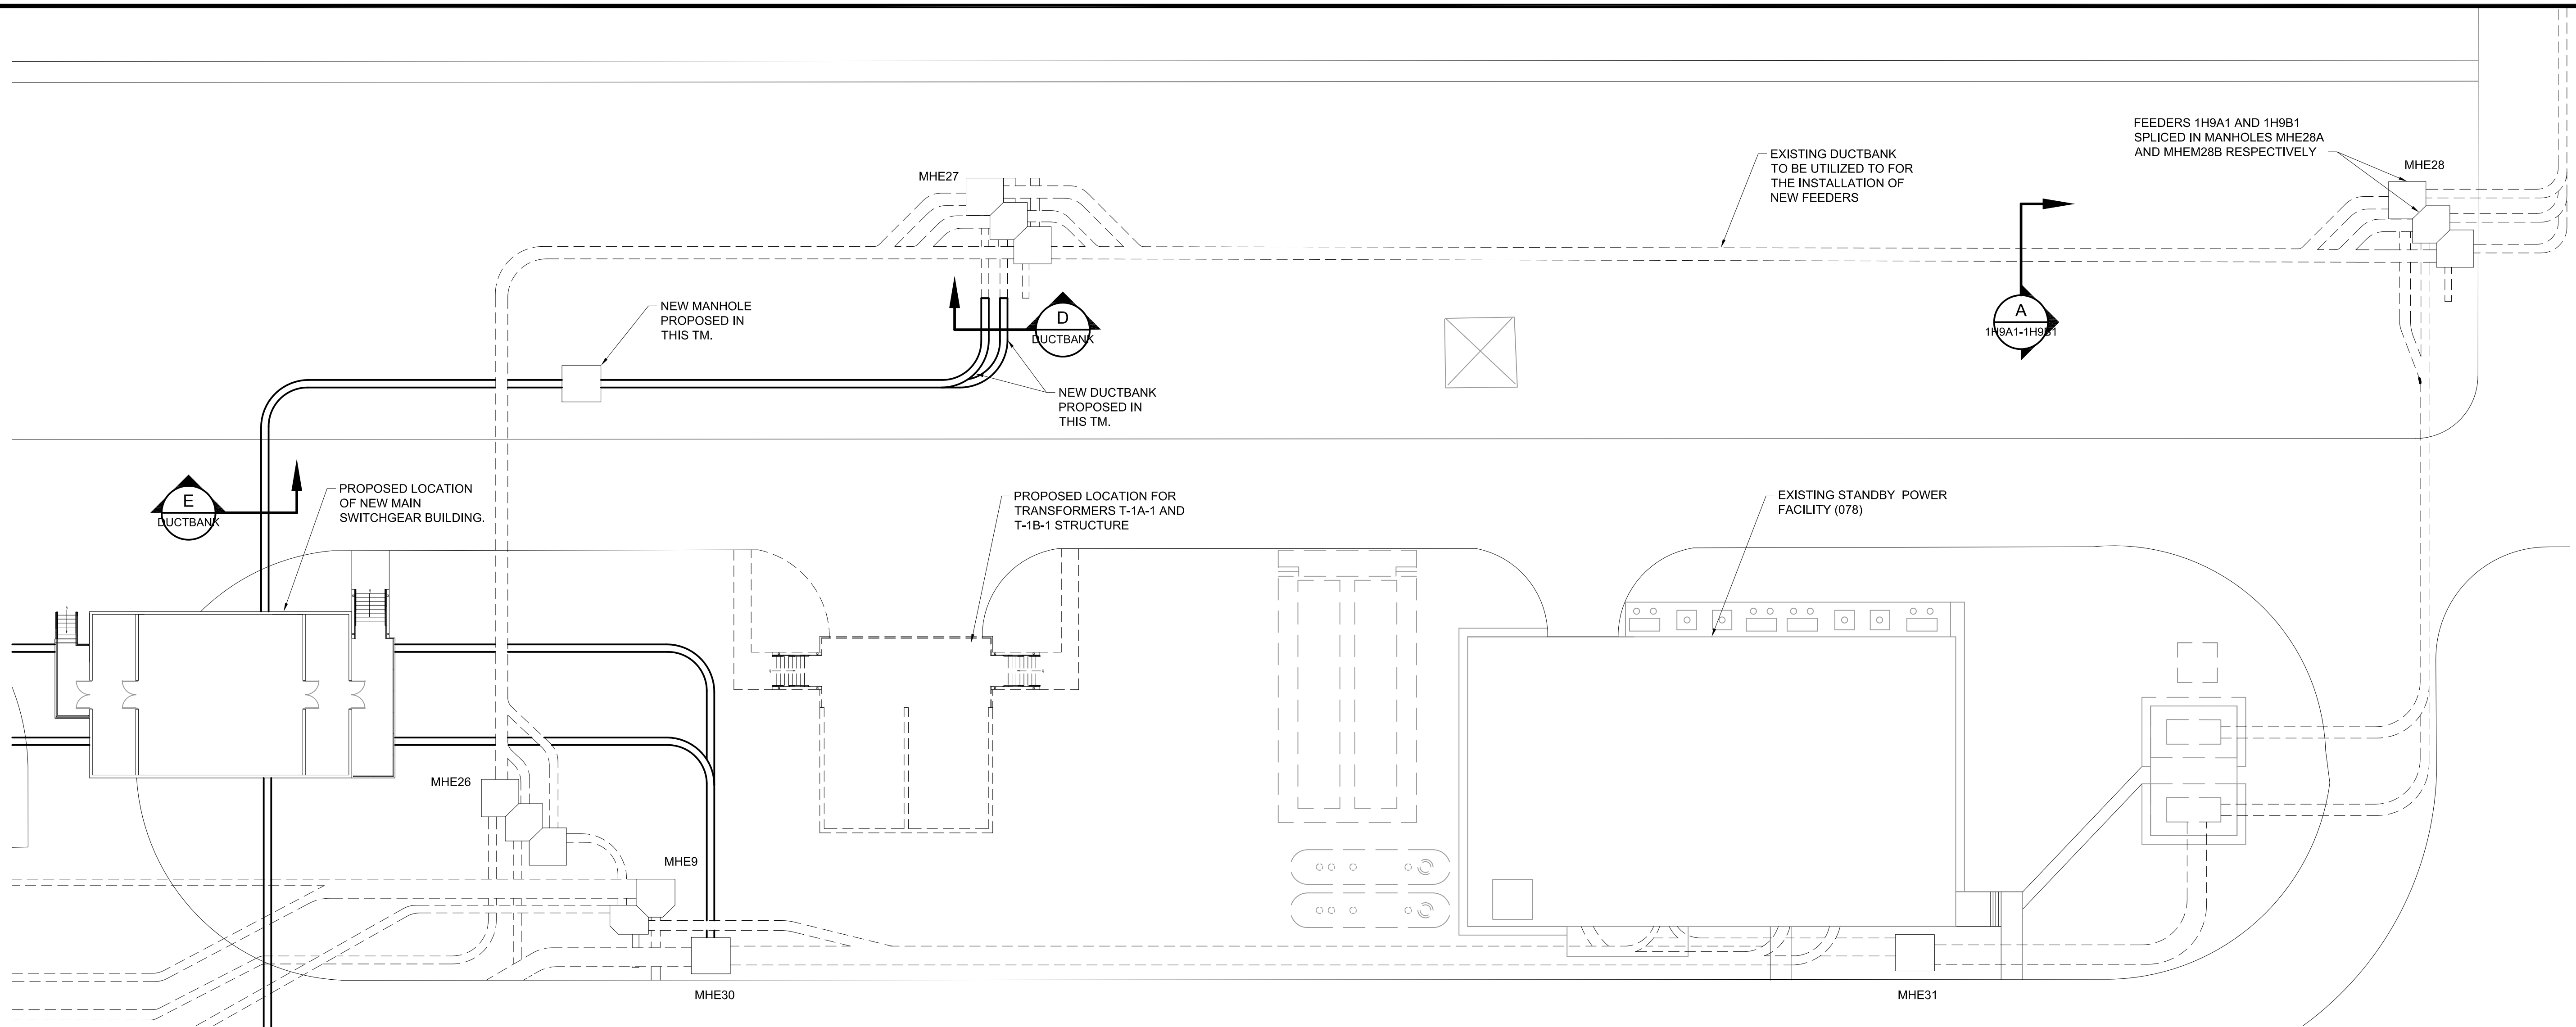 FEEDERS 1H9A1 AND 1H9B1
SPLICED IN MANHOLES MHE28A
AND MHEM28B RESPECTIVELY
MHE28
EXISTING DUCTBANK
TO BE UTILIZED TO FOR
THE INSTALLATION OF
NEW FEEDERS
MHE27
NEW MANHOLE
PROPOSED IN
THIS TM.
D
DUCTBANK
A
1H9A1-1H9B1
NEW DUCTBANK
PROPOSED IN
THIS TM.
E
DUCTBANK
PROPOSED LOCATION
OF NEW MAIN
SWITCHGEAR BUILDING.
PROPOSED LOCATION FOR
TRANSFORMERS T-1A-1 AND
T-1B-1 STRUCTURE
EXISTING STANDBY POWER
FACILITY (078)
MHE26
MHE9
MHE30
MHE31